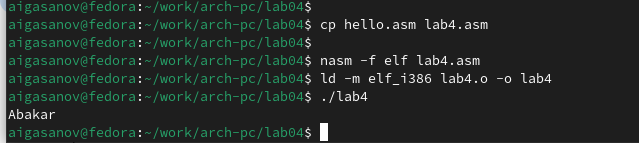 aigasanov@fedora:~/work/arch-pc/lab04$
aigasanov@fedora:~/work/arch-pc/lab04$ cp hello.asm lab4.asm
aigasanov@fedora:~/work/arch-pc/lab04$
aigasanov@fedora:~/work/arch-pc/lab04$ nasm -f elf lab4.asm
aigasanov@fedora:~/work/arch-pc/lab04$ ld -m elf_i386 lab4.o -o lab4
aigasanov@fedora:~/work/arch-pc/lab04$ ./lab4
Abakar
aigasanov@fedora:~/work/arch-pc/lab04$